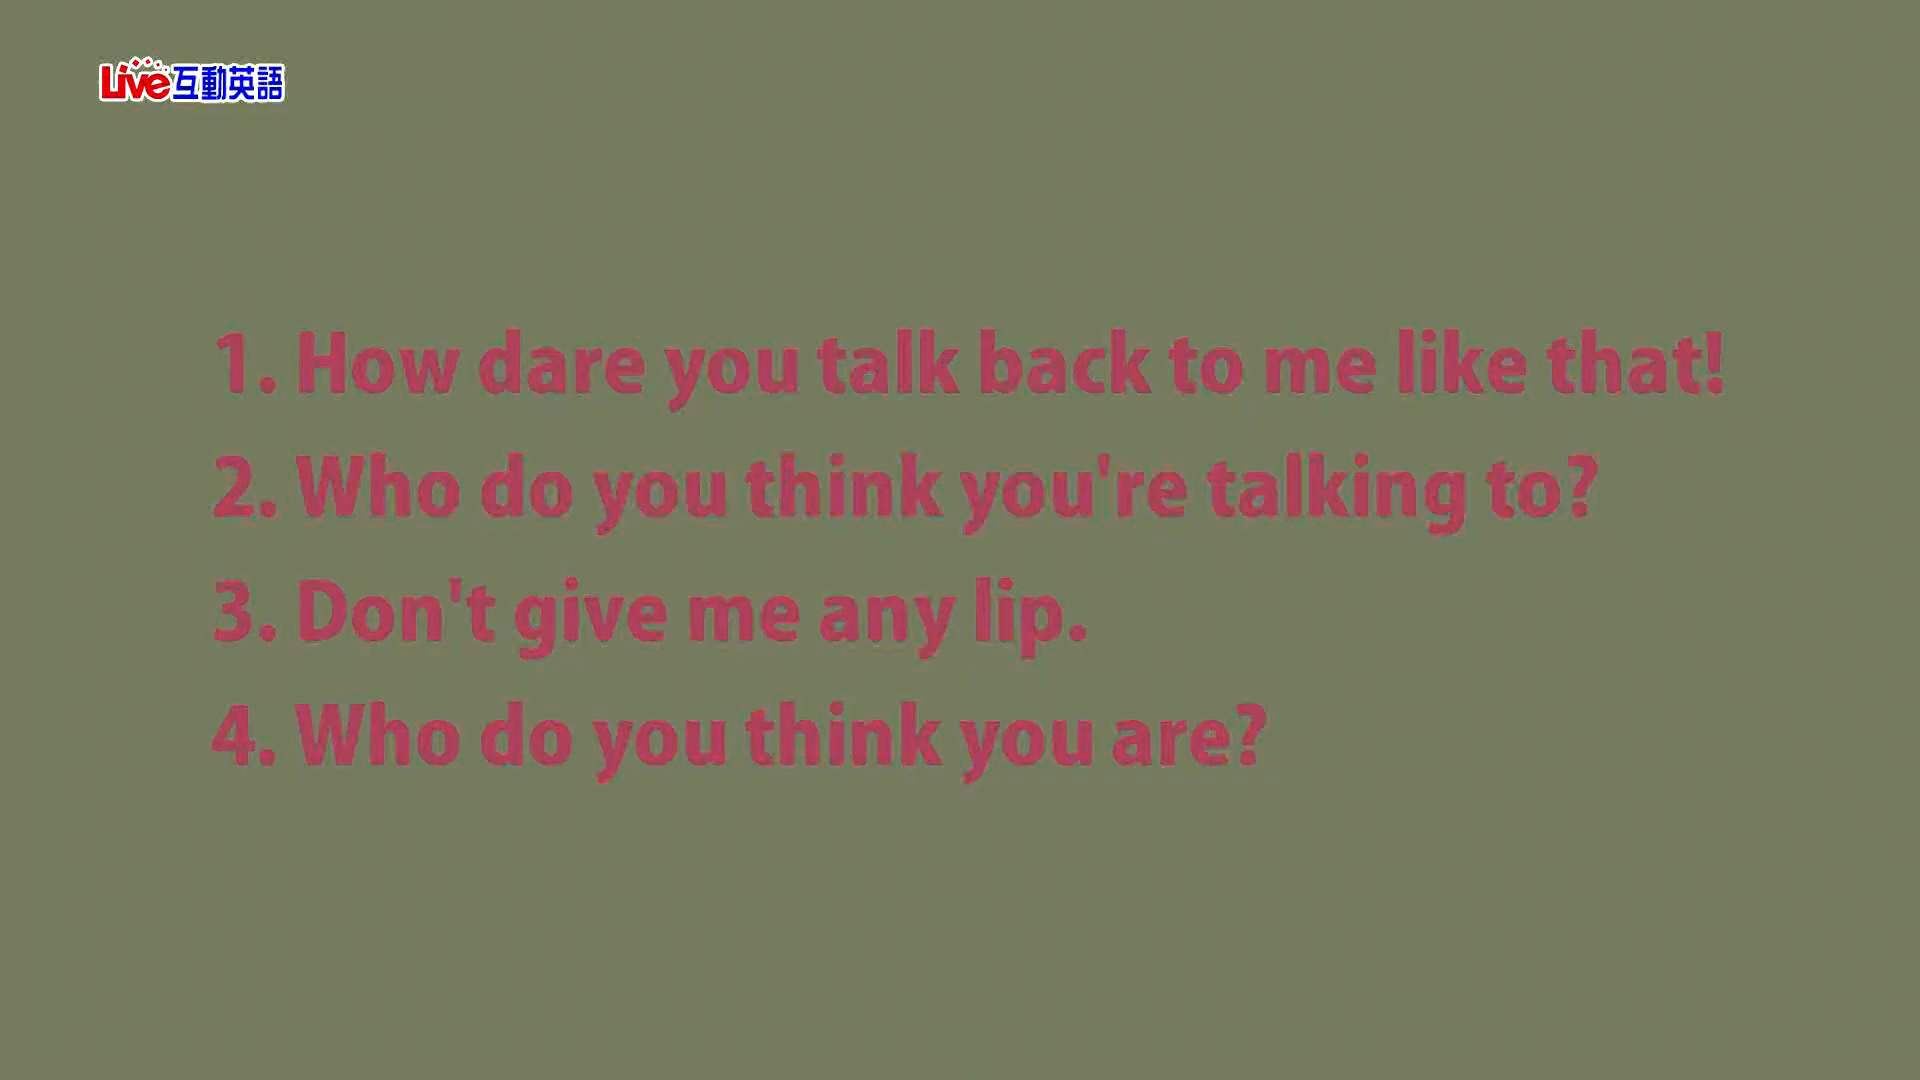 Live互動英語
1. How dare you talk back to me like that!
2. Who do you think you're talking to?
3. Don't give me any lip.
4. Who do you think you are?